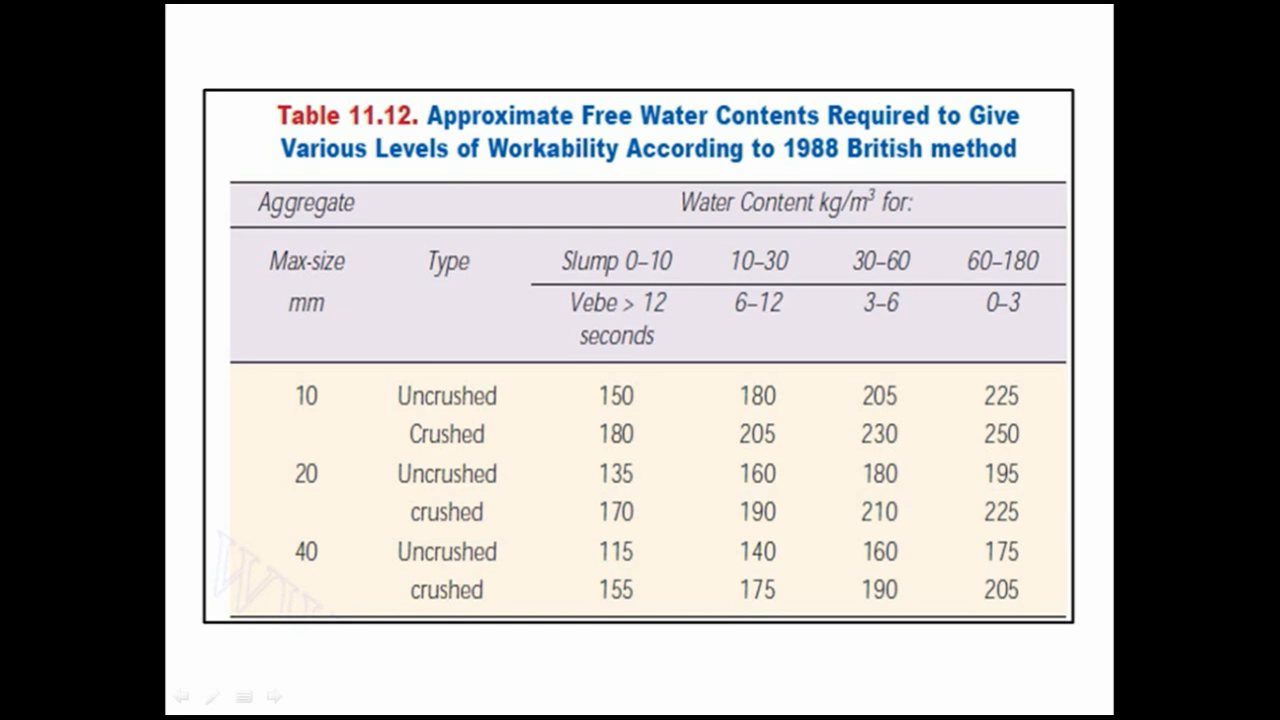 Table 11.12. Approximate Free Water Contents Required to Give
Various Levels of Workability According to 1988 British method
Aggregate Water Content kg/m³ for:
Max-size Type Slump 0–10 10–30 30–60 60–180
mm Vebe > 12 6–12 3–6 0–3
seconds
10 Uncrushed 150 180 205 225
Crushed 180 205 230 250
20 Uncrushed 135 160 180 195
crushed 170 190 210 225
40 Uncrushed 115 140 160 175
crushed 155 175 190 205